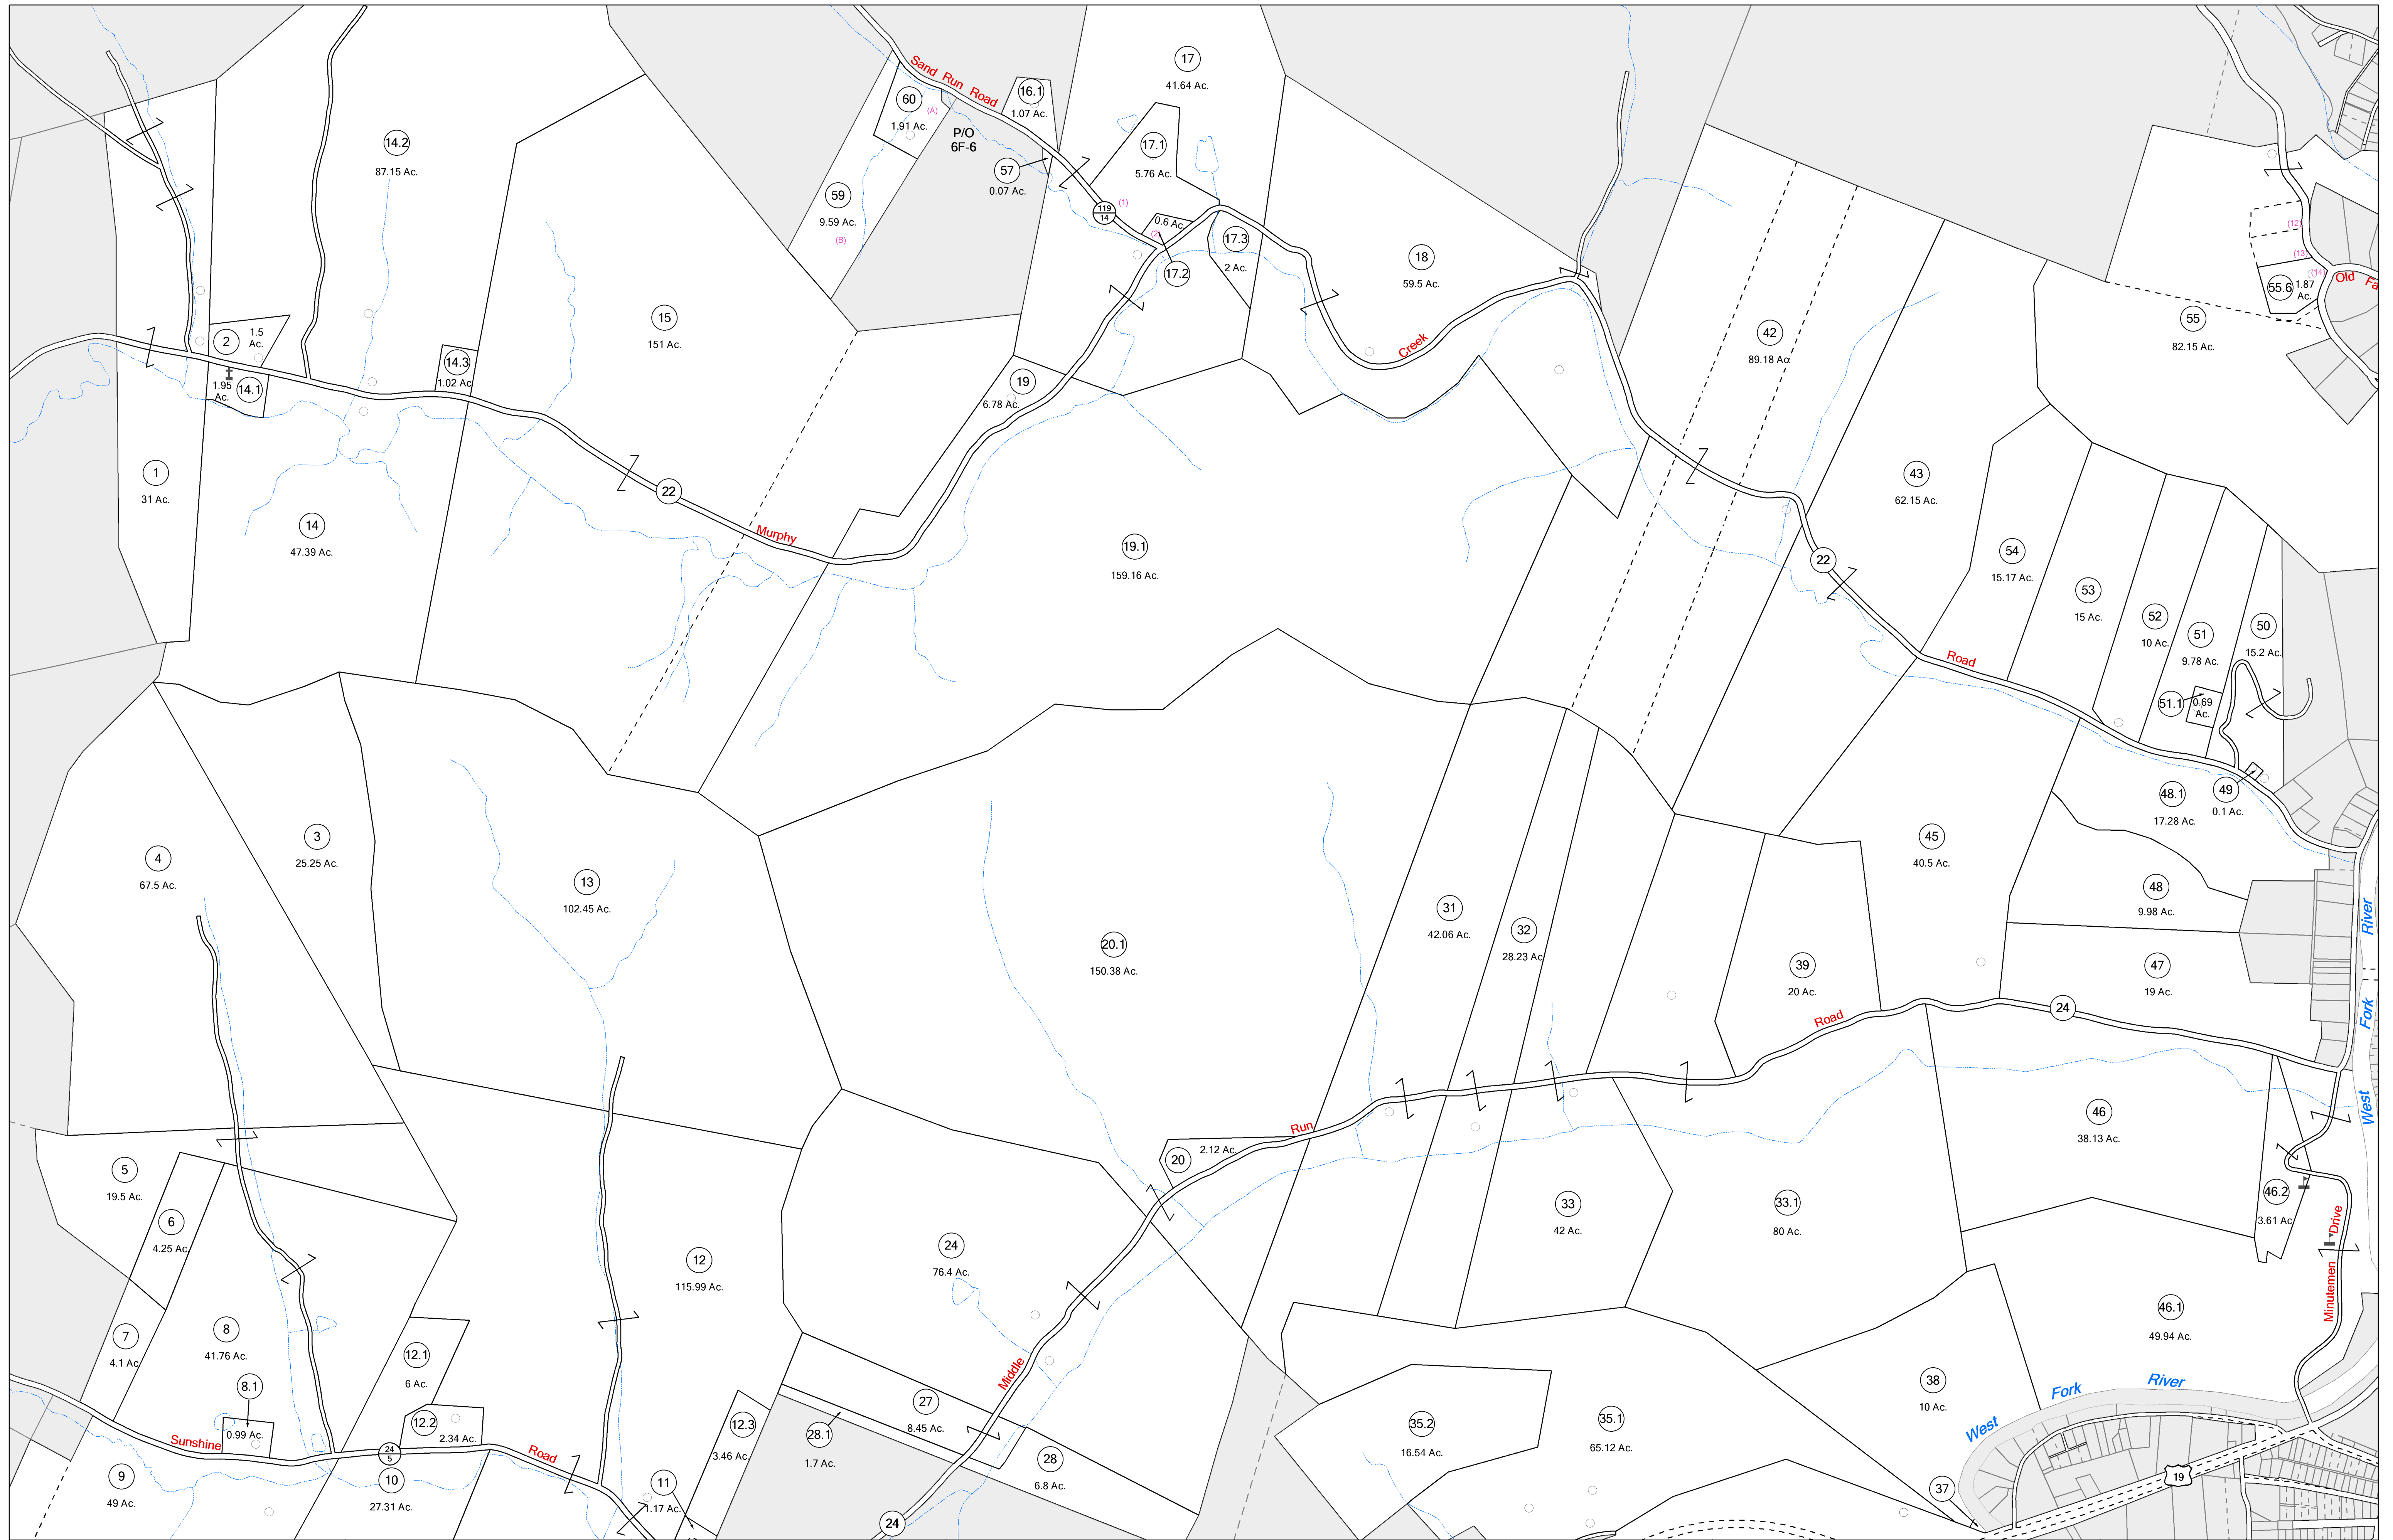 Sand Run Road
17
41.64 Ac.
16.1
1.07 Ac.
60
(A)
1.91 Ac.
P/O
6F-6
14.2
87.15 Ac.
17.1
5.76 Ac.
57
0.07 Ac.
59
9.59 Ac.
(B)
119
14
(1)
0.6 Ac.
(2)
17.2
17.3
2 Ac.
18
59.5 Ac.
(12)
(13)
(14)
Old Fa
55.6
1.87
Ac.
55
82.15 Ac.
15
151 Ac.
42
89.18 Ac.
2
1.5
Ac.
Creek
14.3
1.02 Ac.
1.95
Ac.
14.1
19
6.78 Ac.
1
31 Ac.
43
62.15 Ac.
22
14
47.39 Ac.
Murphy
19.1
159.16 Ac.
22
54
15.17 Ac.
53
15 Ac.
52
10 Ac.
51
9.78 Ac.
50
15.2 Ac.
Road
51.1
0.69
Ac.
48.1
17.28 Ac.
49
0.1 Ac.
3
25.25 Ac.
4
67.5 Ac.
45
40.5 Ac.
13
102.45 Ac.
48
9.98 Ac.
31
42.06 Ac.
32
28.23 Ac.
20.1
150.38 Ac.
39
20 Ac.
47
19 Ac.
West Fork River
24
Road
Run
46
38.13 Ac.
20
2.12 Ac.
5
19.5 Ac.
6
4.25 Ac.
46.2
3.61 Ac.
33
42 Ac.
33.1
80 Ac.
24
76.4 Ac.
12
115.99 Ac.
Minutemen Drive
46.1
49.94 Ac.
7
4.1 Ac.
8
41.76 Ac.
12.1
6 Ac.
Middle
8.1
0.99 Ac.
38
10 Ac.
West Fork River
27
8.45 Ac.
12.2
2.34 Ac.
12.3
3.46 Ac.
28.1
1.7 Ac.
35.2
16.54 Ac.
35.1
65.12 Ac.
Sunshine
Road
24
5
28
6.8 Ac.
9
49 Ac.
10
27.31 Ac.
11
1.17 Ac.
37
19
24